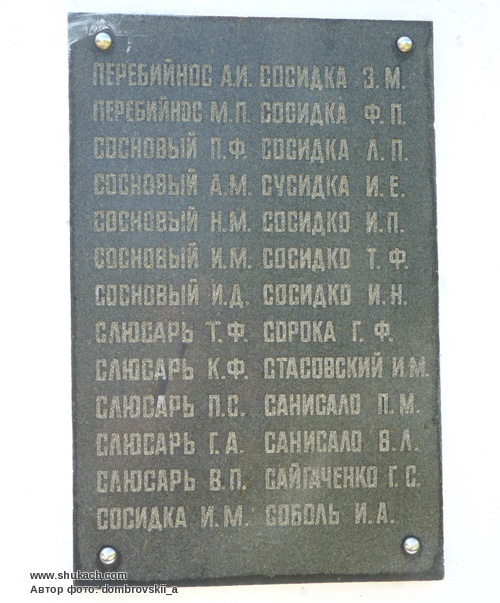 ПЕРЕБИЙНОС А.И. СОСИДКА З.М.
ПЕРЕБИЙНОС М.П. СОСИДКА Ф.П.
СОСНОВЫЙ П.Ф. СОСИДКА Л.П.
СОСНОВЫЙ А.М. СУСИДКА И.Е.
СОСНОВЫЙ Н.М. СОСИДКО И.П.
СОСНОВЫЙ И.М. СОСИДКО Т.Ф.
СОСНОВЫЙ И.Д. СОСИДКО И.Н.
СЛЮСАРЬ Т.Ф. СОРОКА Г.Ф.
СЛЮСАРЬ К.Ф. СТАСОВСКИЙ И.М.
СЛЮСАРЬ П.С. САНИСАЛО П.М.
СЛЮСАРЬ Г.А. САНИСАЛО В.Л.
СЛЮСАРЬ В.П. САЙГАЧЕНКО Г.С.
СОСИДКА И.М. СОБОЛЬ И.А.
www.shukach.com
Автор фото: dombrovskii_a